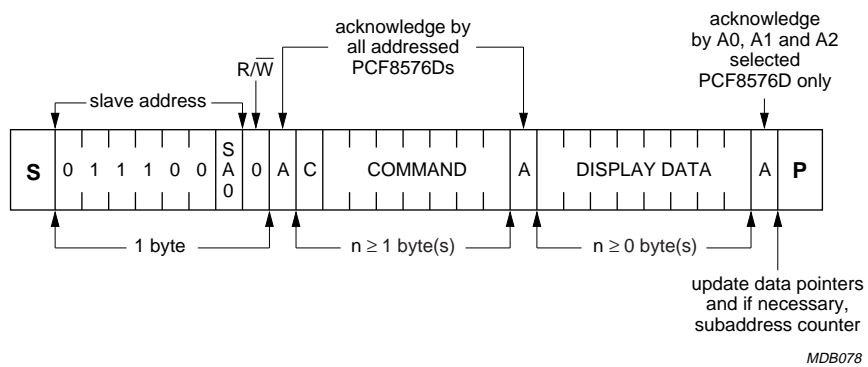 acknowledge by
all addressed
PCF8576Ds
acknowledge
by A0, A1 and A2
selected
PCF8576D only
R/W̅
slave address
S 0 1 1 1 0 0 SA0 0 A C COMMAND A DISPLAY DATA A P
1 byte
n ≥ 1 byte(s)
n ≥ 0 byte(s)
update data pointers
and if necessary,
subaddress counter
MDB078